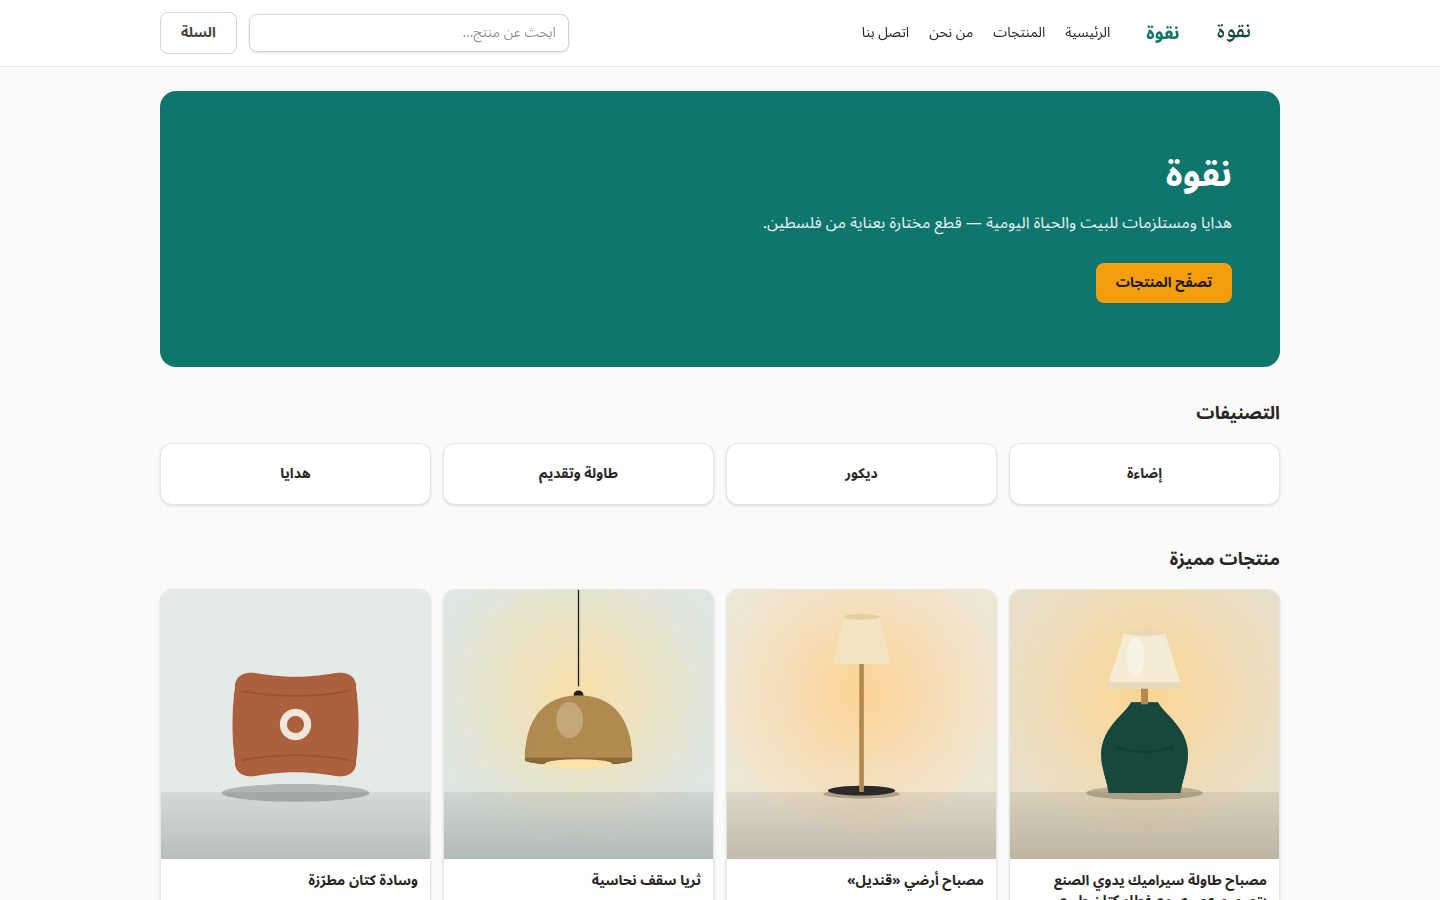 نقوة
نقوة
الرئيسية
المنتجات
من نحن
اتصل بنا
ابحث عن منتج...
السلة
نقوة
هدايا ومستلزمات للبيت والحياة اليومية — قطع مختارة بعناية من فلسطين.
تصفّح المنتجات
التصنيفات
إضاءة
ديكور
طاولة وتقديم
هدايا
منتجات مميزة
مصباح طاولة سيراميك يدوي الصنع
مصباح أرضي «قنديل»
ثريا سقف نحاسية
وسادة كتان مطرّزة